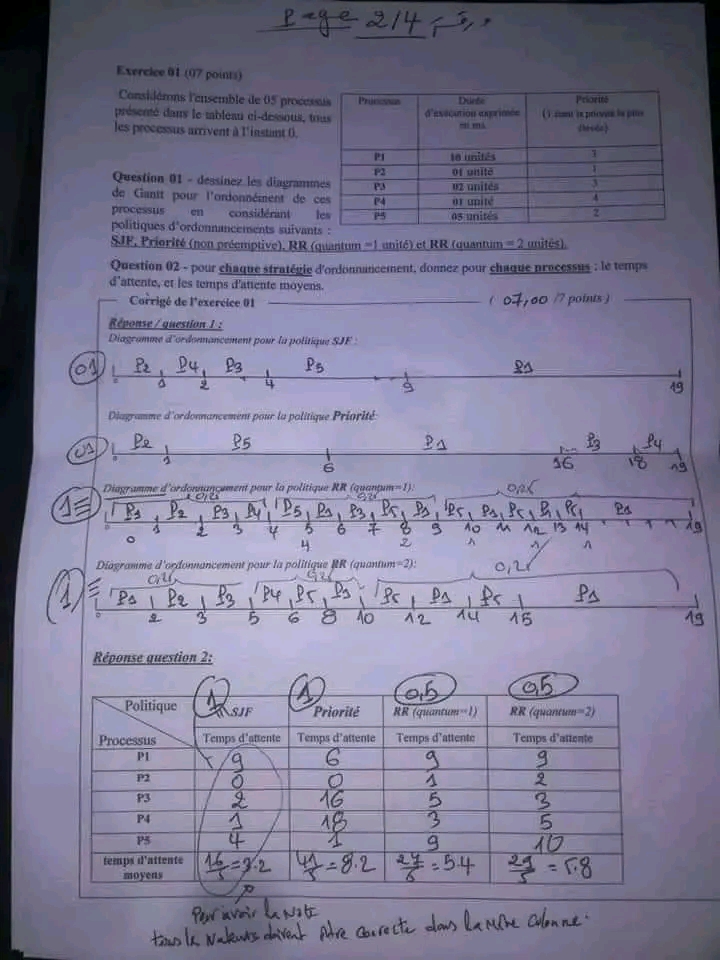 Page 2/4
Exercice 01 (07 points)
Considérons l'ensemble de 05 processus
présenté dans le tableau ci-dessous, tous
les processus arrivent à l'instant 0.
Processus Durée d'exécution exprimée en ms Priorité
P1 10 unités 3
P2 01 unité 1
P3 02 unités 3
P4 01 unité 4
P5 05 unités 2
Question 01 - dessinez les diagrammes
de Gantt pour l'ordonnément de ces
processus en considérant les
politiques d'ordonnancements suivants :
SJF, Priorité (non préemptive), RR (quantum =1 unité) et RR (quantum = 2 unités).
Question 02 - pour chaque stratégie d'ordonnancement, donnez pour chaque processus : le temps
d'attente, et les temps d'attente moyens.
Corrigé de l'exercice 01 ( 07,00 /7 points )
Réponse / question 1 :
Diagramme d'ordonnancement pour la politique SJF :
01 P2 P4 P3 P5 P1
0 1 2 4 9 19
Diagramme d'ordonnancement pour la politique Priorité:
01 P2 P5 P1 P3 P4
0 1 6 16 18 19
Diagramme d'ordonnancement pour la politique RR (quantum=1):
0,25 0,25 0,25
1 P1 P2 P3 P4 P5 P1 P3 P5 P1 P5 P1 P5 P1 P5 P1
0 1 2 3 4 5 6 7 8 9 10 11 12 13 14 19
4 2 1 1
Diagramme d'ordonnancement pour la politique RR (quantum=2):
0,25 0,25 0,25
1 P1 P2 P3 P4 P5 P1 P5 P1 P5 P1
0 2 3 5 6 8 10 12 14 15 19
Réponse question 2:
1 1 0,5 0,5
Politique SJF Priorité RR (quantum=1) RR (quantum=2)
Processus Temps d'attente Temps d'attente Temps d'attente Temps d'attente
P1 9 6 9 9
P2 0 0 1 2
P3 2 16 5 3
P4 1 18 3 5
P5 4 1 9 10
temps d'attente moyens 16/5 = 3.2 41/5 = 8.2 27/5 = 5.4 29/5 = 5.8
Pour avoir la Note
tous la Valeurs doivent être correcte dans la Même Colonne.